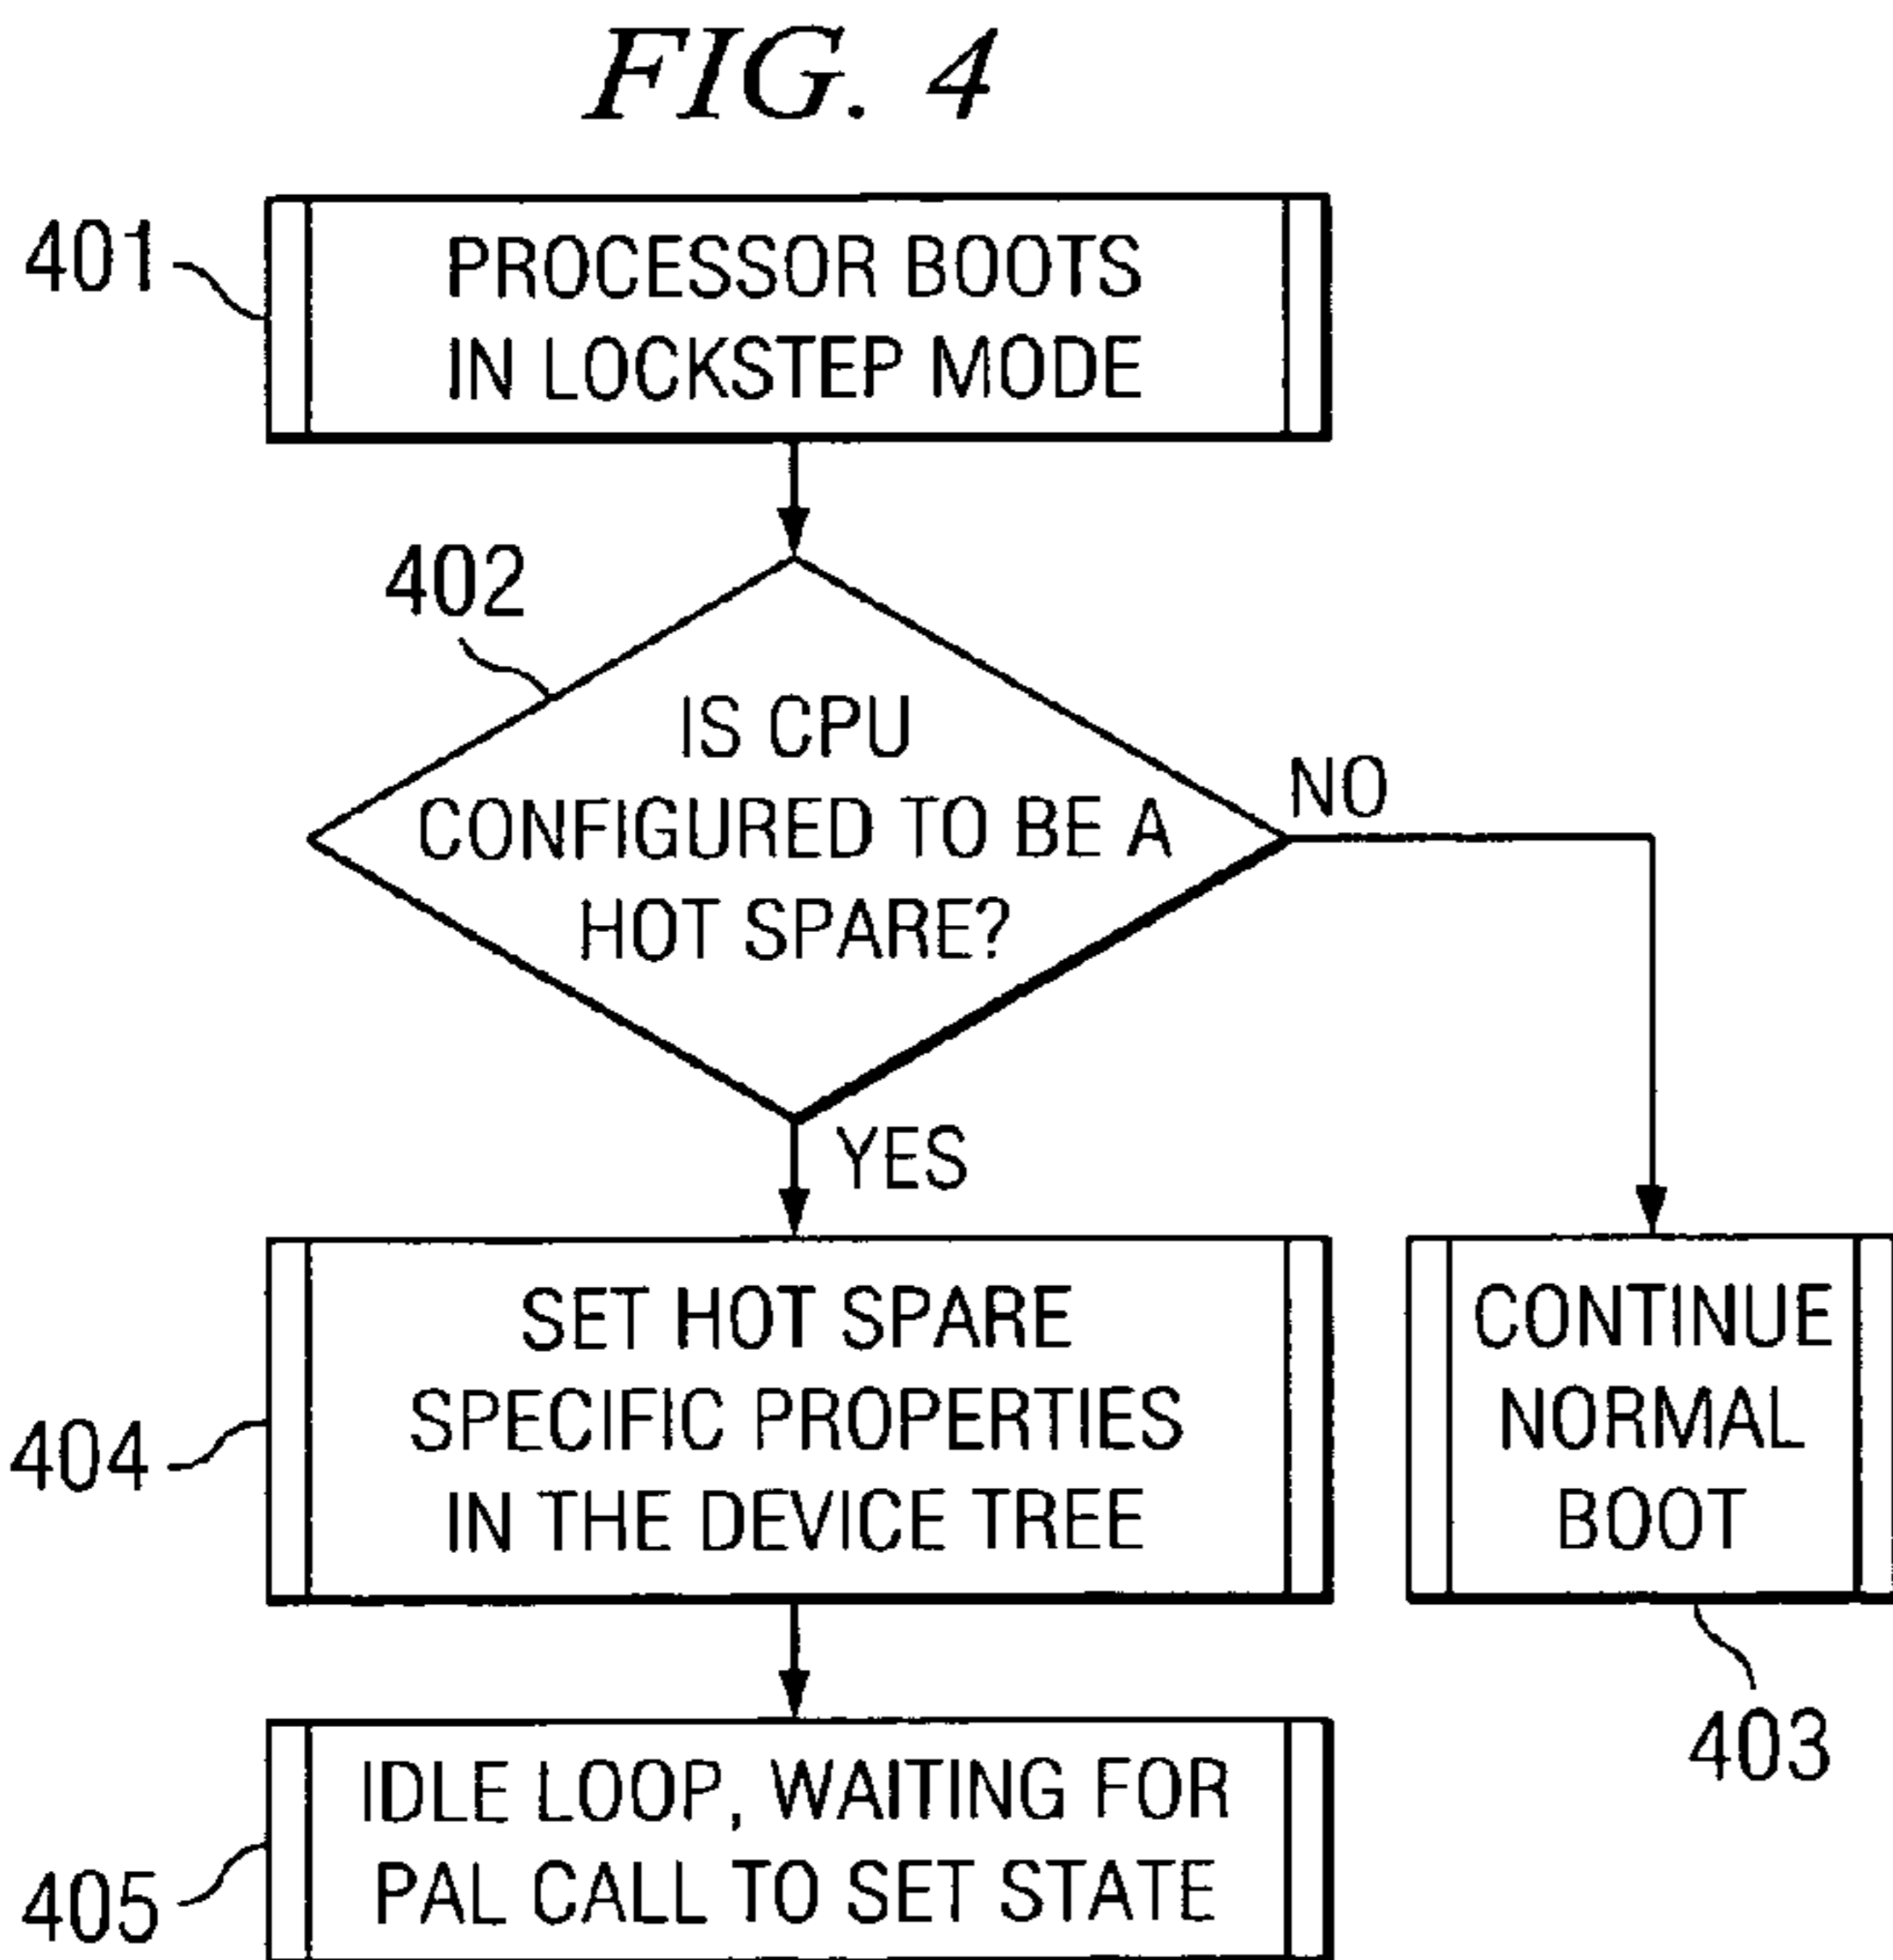 FIG. 4
401
PROCESSOR BOOTS
IN LOCKSTEP MODE
402
IS CPU
CONFIGURED TO BE A
HOT SPARE?
NO
YES
404
SET HOT SPARE
SPECIFIC PROPERTIES
IN THE DEVICE TREE
CONTINUE
NORMAL
BOOT
403
405
IDLE LOOP, WAITING FOR
PAL CALL TO SET STATE